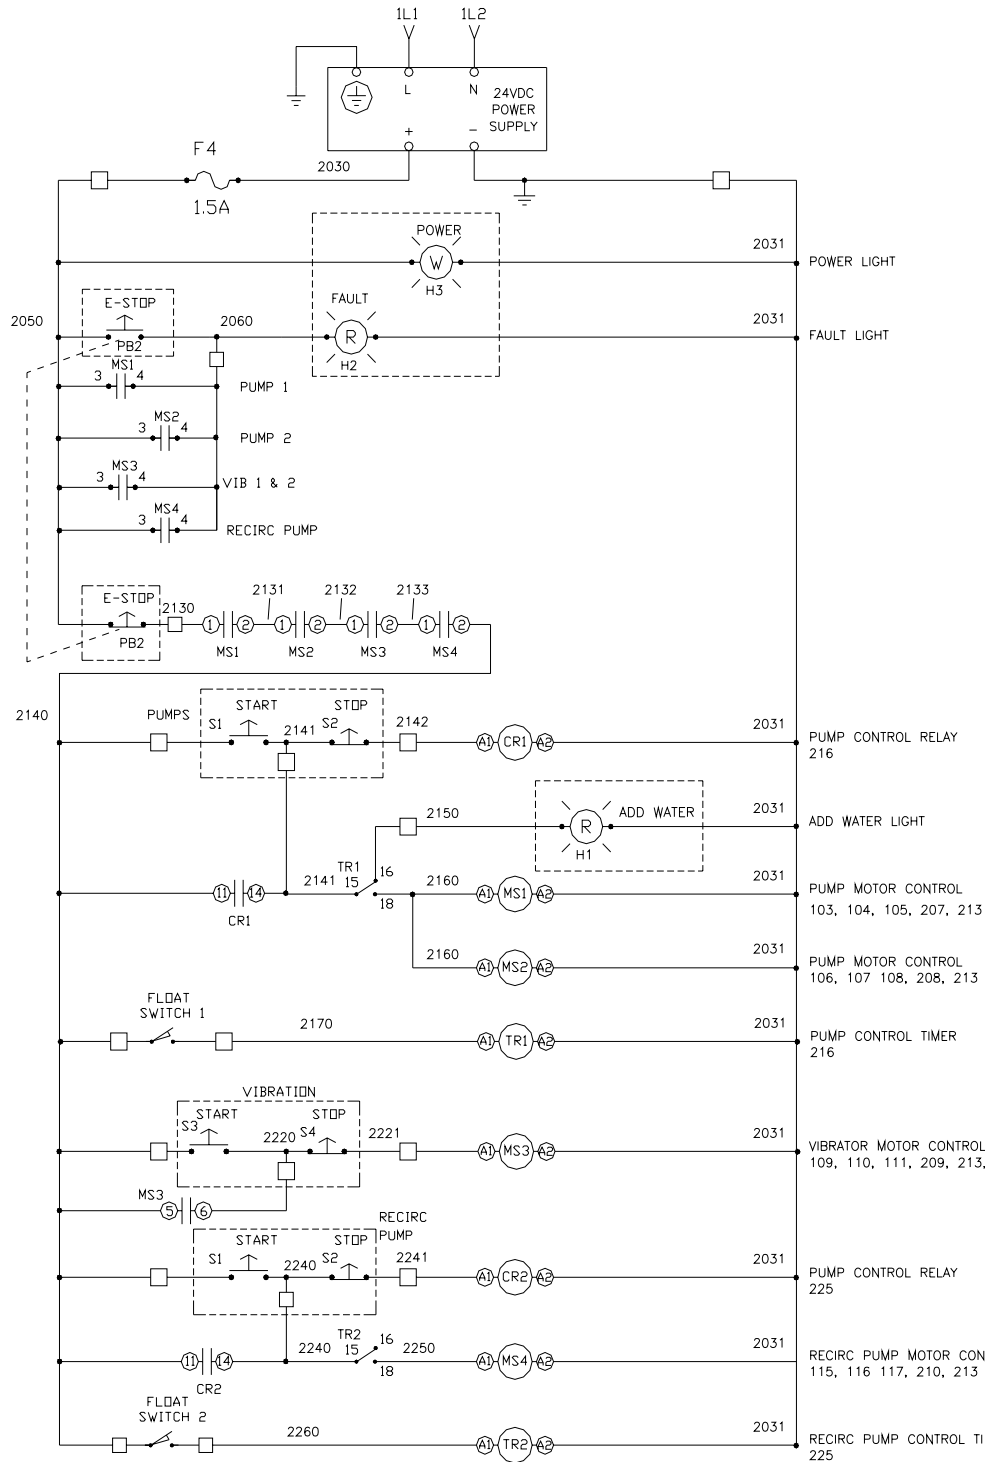 1L1 1L2
L N 24VDC
POWER
SUPPLY
+ −
F4
2030
1.5A
POWER
2031
W
POWER LIGHT
H3
E-STOP
FAULT
2050 2060 2031
R
FAULT LIGHT
PB2
H2
MS1
3 4
PUMP 1
MS2
3 4
PUMP 2
MS3
3 4
VIB 1 & 2
MS4
3 4
RECIRC PUMP
E-STOP 2130 2131 2132 2133
1 2 1 2 1 2 1 2
PB2 MS1 MS2 MS3 MS4
START STOP
2140 PUMPS S1 2141 S2 2142 2031
A1 CR1 A2
PUMP CONTROL RELAY
216
2150 ADD WATER 2031
R
ADD WATER LIGHT
H1
TR1 16
11 14 2141 15 2160 2031
A1 MS1 A2
PUMP MOTOR CONTROL
18
CR1
103, 104, 105, 207, 213
2160 2031
A1 MS2 A2
PUMP MOTOR CONTROL
106, 107 108, 208, 213
FLOAT
SWITCH 1
2170 2031
A1 TR1 A2
PUMP CONTROL TIMER
216
VIBRATION
START STOP
S3 2220 S4 2221 2031
A1 MS3 A2
VIBRATOR MOTOR CONTROL
109, 110, 111, 209, 213,
MS3
5 6
RECIRC
PUMP
START STOP
S1 2240 S2 2241 2031
A1 CR2 A2
PUMP CONTROL RELAY
225
TR2 16
11 14 2240 15 2250 2031
A1 MS4 A2
RECIRC PUMP MOTOR CON
18
CR2
115, 116 117, 210, 213
FLOAT
SWITCH 2
2260 2031
A1 TR2 A2
RECIRC PUMP CONTROL TI
225